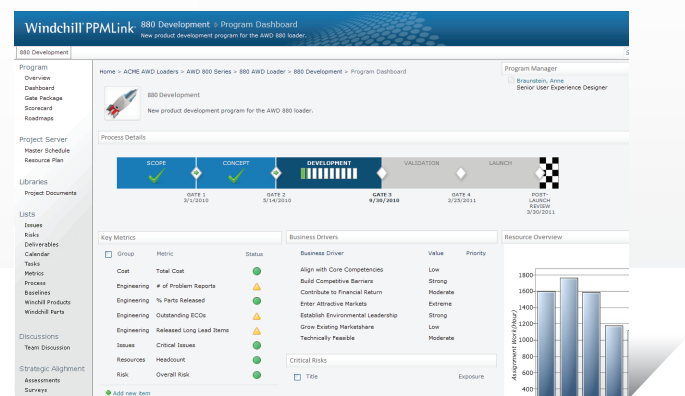 Windchill PPMLink
880 Development » Program Dashboard
New product development program for the AWD 880 loader.
880 Development
S
Program
Overview
Dashboard
Gate Package
Scorecard
Roadmaps
Project Server
Master Schedule
Resource Plan
Libraries
Project Documents
Lists
Issues
Risks
Deliverables
Calendar
Tasks
Metrics
Process
Baselines
Winchill Products
Windchill Parts
Discussions
Team Discussion
Strategic Alignment
Assessments
Surveys
Home > ACME AWD Loaders > AWD 800 Series > 880 AWD Loader > 880 Development > Program Dashboard
880 Development
New product development program for the AWD 880 loader.
Program Manager
Braunstein, Anne
Senior User Experience Designer
Process Details
SCOPE CONCEPT DEVELOPMENT VALIDATION LAUNCH
GATE 1 GATE 2 GATE 3 GATE 4 POST-
3/1/2010 5/14/2010 9/30/2010 2/25/2011 LAUNCH
REVIEW
3/30/2011
Key Metrics
Group Metric Status
Cost Total Cost
Engineering # of Problem Reports
Engineering % Parts Released
Engineering Outstanding ECOs
Engineering Released Long Lead Items
Issues Critical Issues
Resources Headcount
Risk Overall Risk
Add new item
Business Drivers
Business Driver Value Priority
Align with Core Competencies Low
Build Competitive Barriers Strong
Contribute to Financial Return Moderate
Enter Attractive Markets Extreme
Establish Environmental Leadership Strong
Grow Existing Marketshare Low
Technically Feasible Moderate
Critical Risks
Title Exposure
Resource Overview
Assignment Work(Hour)
1800
1600
1400
1200
1000
800
600
400